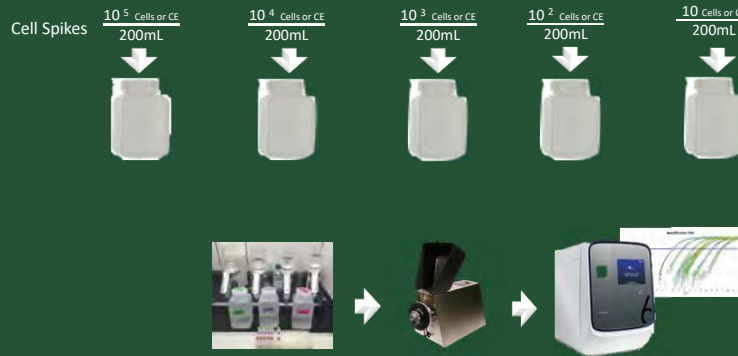 Cell Spikes
10 5 Cells or CE
200mL
10 4 Cells or CE
200mL
10 3 Cells or CE
200mL
10 2 Cells or CE
200mL
10 Cells or
200mL
6